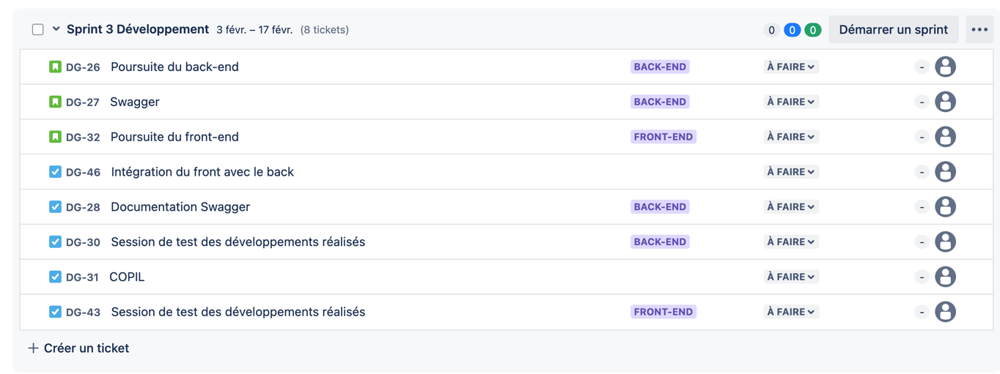 Sprint 3 Développement 3 févr. – 17 févr. (8 tickets) 0 0 0 Démarrer un sprint
DG-26 Poursuite du back-end BACK-END À FAIRE -
DG-27 Swagger BACK-END À FAIRE -
DG-32 Poursuite du front-end FRONT-END À FAIRE -
DG-46 Intégration du front avec le back À FAIRE -
DG-28 Documentation Swagger BACK-END À FAIRE -
DG-30 Session de test des développements réalisés BACK-END À FAIRE -
DG-31 COPIL À FAIRE -
DG-43 Session de test des développements réalisés FRONT-END À FAIRE -
+ Créer un ticket